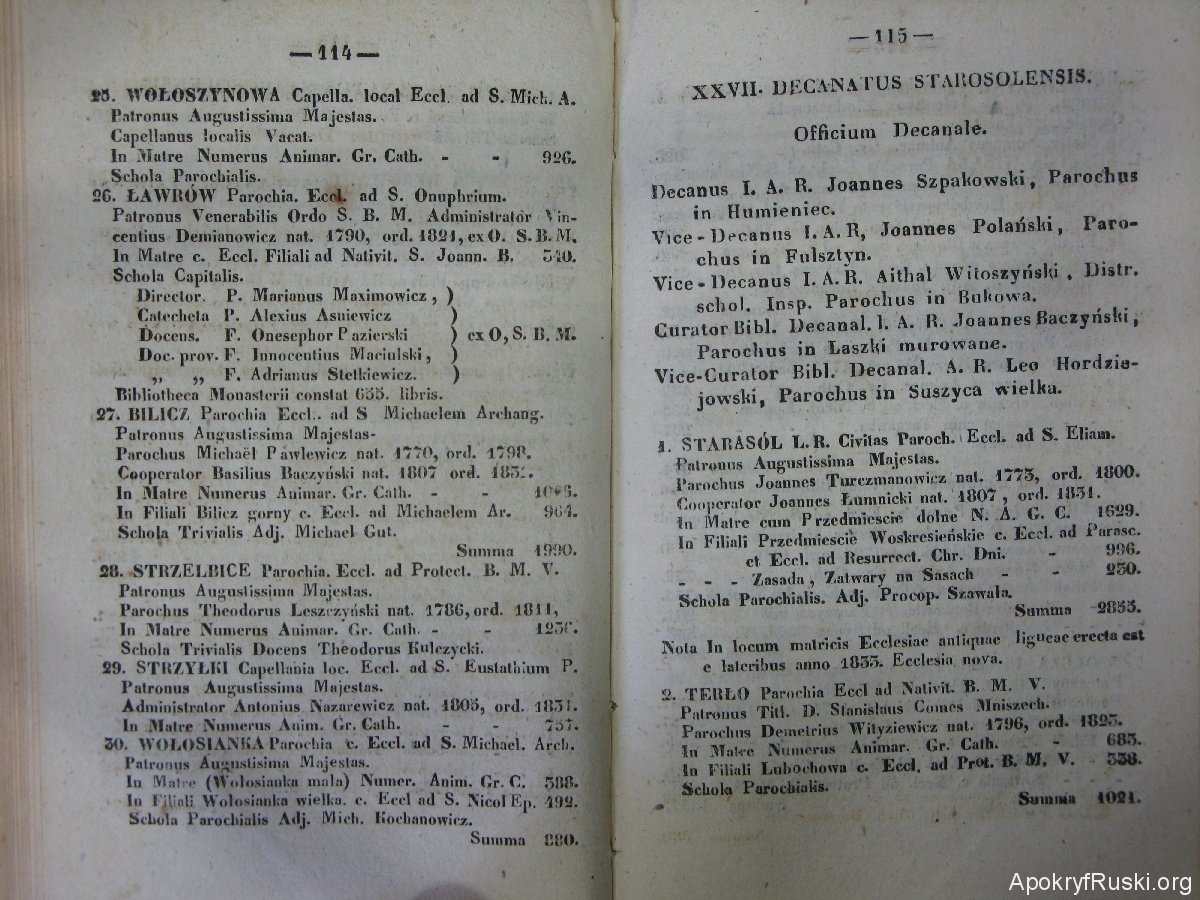 — 114 —
25. WOŁOSZYNOWA Capella. local Eccl. ad S. Mich. A.
Patronus Augustissima Majestas.
Capellanus localis Vacat.
In Matre Numerus Animar. Gr. Cath. - - 926.
Schola Parochialis.
26. ŁAWRÓW Parochia. Eccl. ad S. Onuphrium.
Patronus Venerabilis Ordo S. B. M. Administrator Vin-
centius Demianowicz nat. 1790, ord. 1821, ex O. S. B. M.
In Matre c. Eccl. Filiali ad Nativit. S. Joann. B. 540.
Schola Capitalis.
Director. P. Marianus Maximowicz, )
Catecheta P. Alexius Asniewicz )
Docens. F. Onesephor Pazierski ) ex O, S. B. M.
Doc. prov. F. Innocentius Maciulski, )
„ „ F. Adrianus Stetkiewicz. )
Bibliotheca Monasterii constat 655. libris.
27. BILICZ Parochia Eccl. ad S Michaelem Archang.
Patronus Augustissima Majestas-
Parochus Michaël Pawlewicz nat. 1770, ord. 1798.
Cooperator Basilius Baczyński nat. 1807 ord.
In Matre Numerus Animar. Gr. Cath. - -
In Filiali Bilicz gorny c. Eccl. ad Michaelem Ar. 964.
Schola Trivialis Adj. Michael Gut.
Summa 1990.
28. STRZELBICE Parochia. Eccl. ad Protect. B. M. V.
Patronus Augustissima Majestas.
Parochus Theodorus Leszczyński nat. 1786, ord. 1811,
In Matre Numerus Animar. Gr. Cath. - - 1256.
Schola Trivialis Docens Theodorus Kulczycki.
29. STRZYŁKI Capellania loc. Eccl. ad S. Eustathium P.
Patronus Augustissima Majestas.
Administrator Antonius Nazarewicz nat. 1805, ord. 1831.
In Matre Numerus Anim. Gr. Cath. - - 757.
30. WOŁOSIANKA Parochia c. Eccl. ad S. Michael. Arch.
Patronus Augustisima Majestas.
In Matre (Wołosianka mała) Numer. Anim. Gr. C. 388.
In Filiali Wołosianka wielka. c. Eccl ad S. Nicol Ep. 492.
Schola Parochialis Adj. Mich. Kochanowicz.
Summa 880.
— 115 —
XXVII. DECANATUS STAROSOLENSIS.
Officium Decanale.
Decanus I. A. R. Joannes Szpakowski, Parochus
in Humieniec.
Vice-Decanus I. A. R, Joannes Polański, Paro-
chus in Fulsztyn.
Vice-Decanus I. A. R. Aithal Witoszyński, Distr.
schol. Insp. Parochus in Bukowa.
Curator Bibl. Decanal. I. A. R. Joannes Baczyński,
Parochus in Łaszki murowane.
Vice-Curator Bibl. Decanal. A. R. Leo Hordzie-
jowski, Parochus in Suszyca wielka.
1. STARASÓL L. R. Civitas Paroch. Eccl. ad S. Eliam.
Patronus Augustissima Majestas.
Parochus Joannes Turczmanowicz nat. 1773, ord. 1800.
Cooperator Joannes Łumnicki nat. 1807, ord. 1831.
In Matre cum Przedmiescie dolne N. A. G. C. 1629.
In Filiali Przedmieście Woskresieńskie c. Eccl. ad Parasc.
et Eccl. ad Resurrect. Chr. Dni. - 996.
- - - Zasada, Zatwary na Sasach - - 230.
Schola Parochialis. Adj. Procop. Szawala.
Summa 2855.
Nota In locum matricis Ecclesiae antiquae ligneae erecta est
e lateribus anno 1833. Ecclesia nova.
2. TERŁO Parochia Eccl ad Nativit. B. M. V.
Patronus Titl. D. Stanislaus Comes Mniszech.
Parochus Demetrius Wityziewicz nat. 1796, ord. 1823.
In Matre Numerus Animar. Gr. Cath. - 683.
In Filiali Lubochowa c. Eccl. ad Prot. B. M. V. 338.
Schola Parochialis.
Summa 1021.
ApokryfRuski.org